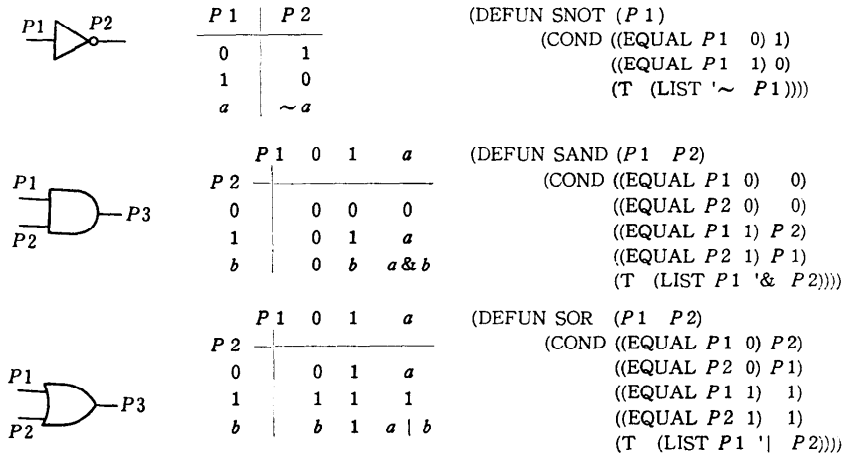 P1 P2
P1 P2
0 1
1 0
a ~a
(DEFUN SNOT (P1)
(COND ((EQUAL P1 0) 1)
((EQUAL P1 1) 0)
(T (LIST '~ P1))))
P1
P2
P3
P1 0 1 a
P2
0 0 0 0
1 0 1 a
b 0 b a&b
(DEFUN SAND (P1 P2)
(COND ((EQUAL P1 0) 0)
((EQUAL P2 0) 0)
((EQUAL P1 1) P2)
((EQUAL P2 1) P1)
(T (LIST P1 '& P2))))
P1
P2
P3
P1 0 1 a
P2
0 0 1 a
1 1 1 1
b b 1 a | b
(DEFUN SOR (P1 P2)
(COND ((EQUAL P1 0) P2)
((EQUAL P2 0) P1)
((EQUAL P1 1) 1)
((EQUAL P2 1) 1)
(T (LIST P1 '| P2))))